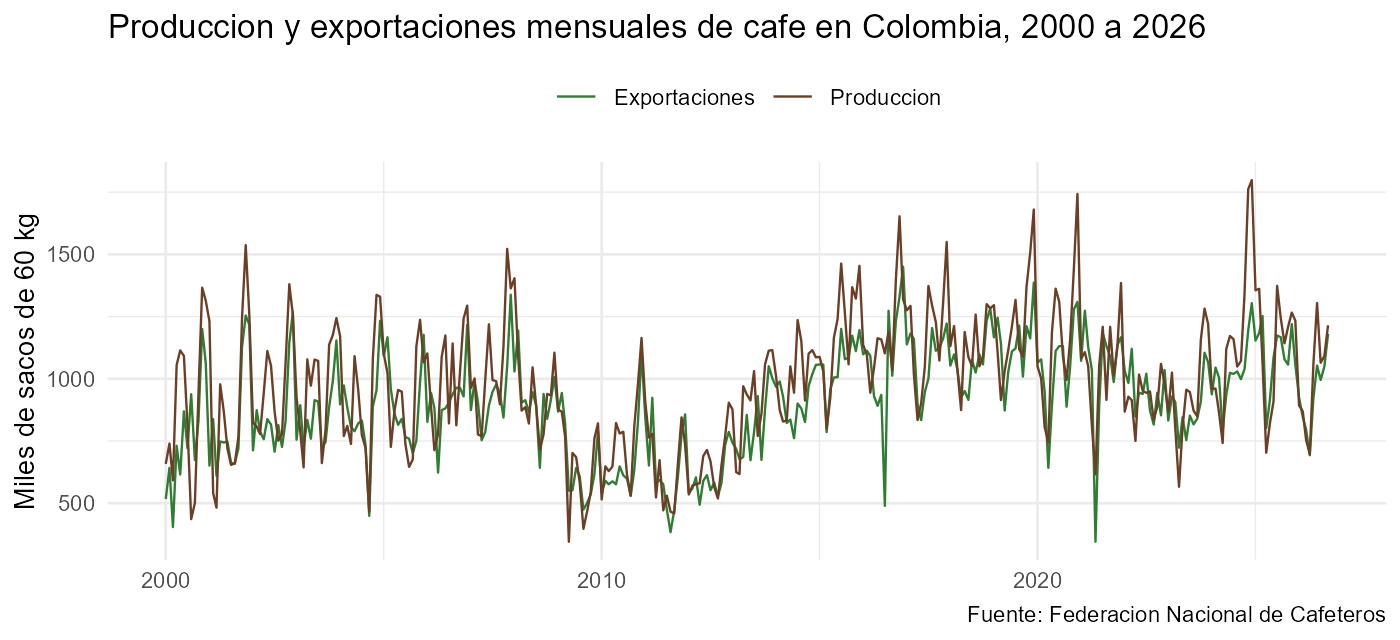 Produccion y exportaciones mensuales de cafe en Colombia, 2000 a 2026
Exportaciones
Produccion
Miles de sacos de 60 kg
1500
1000
500
2000
2010
2020
Fuente: Federacion Nacional de Cafeteros